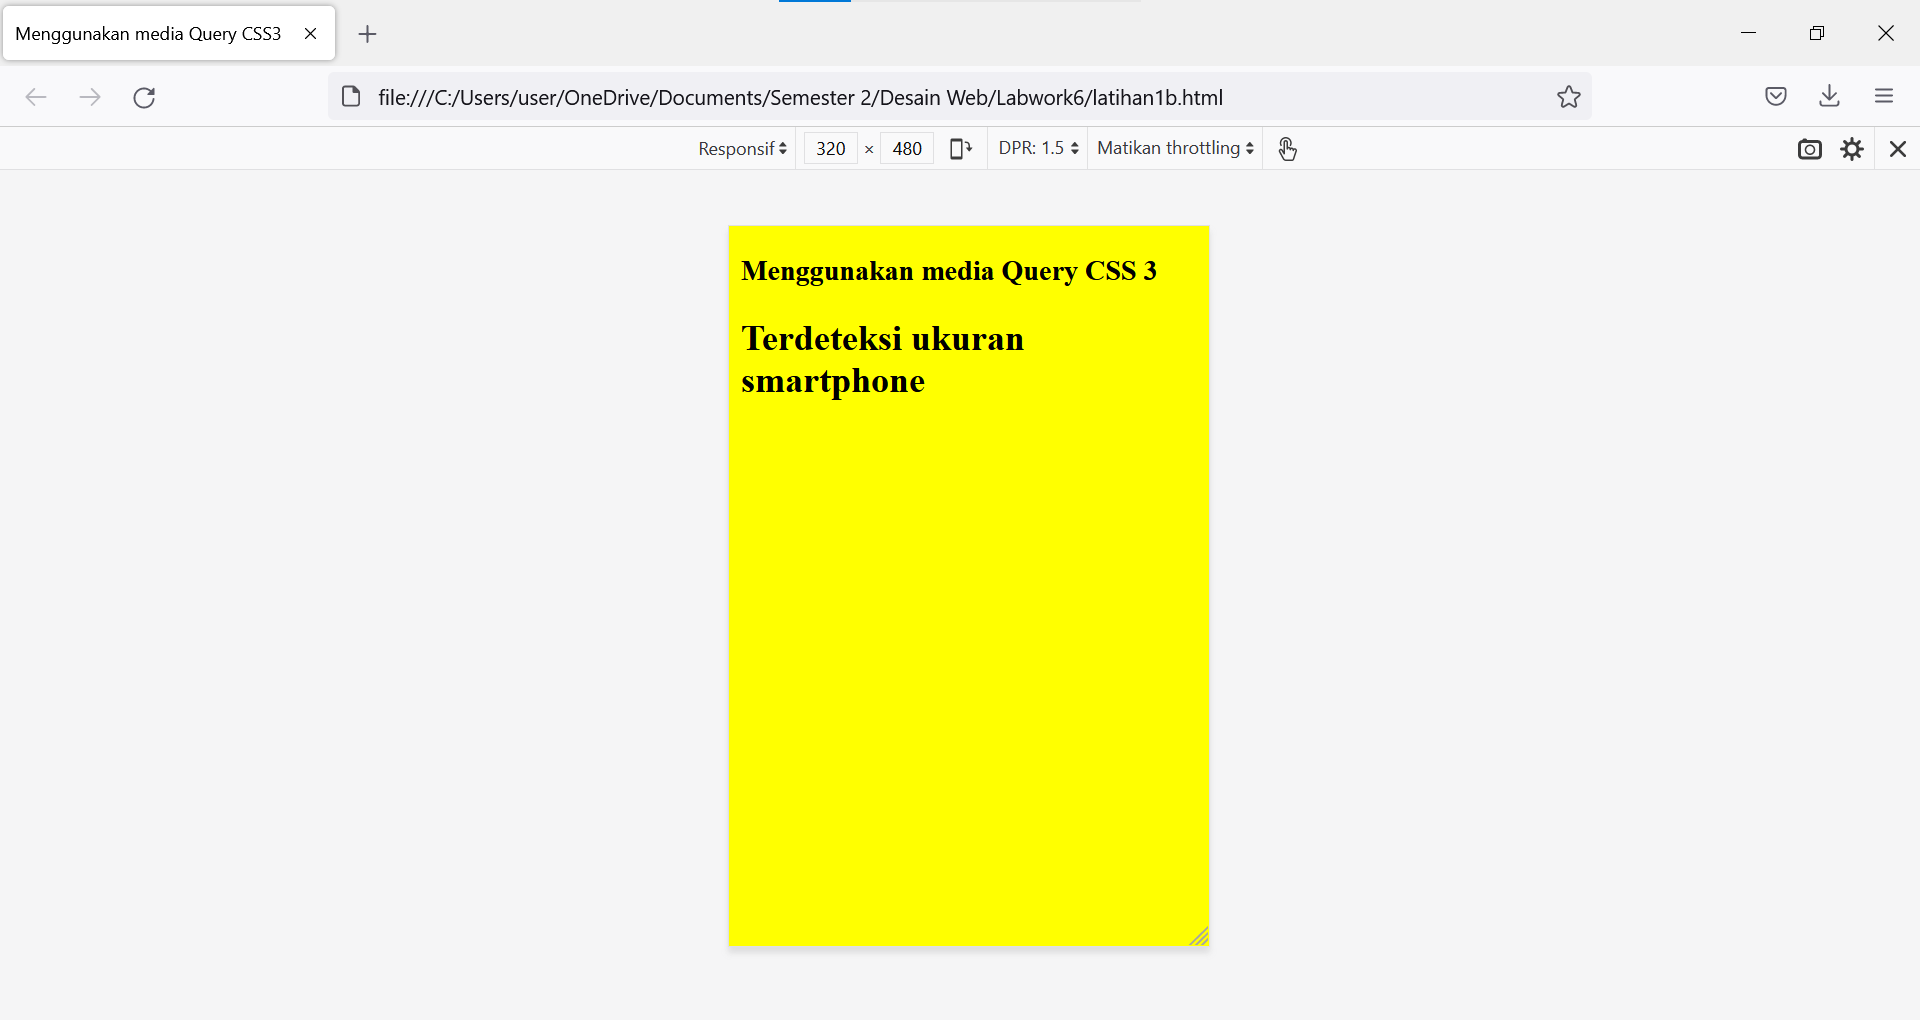 Menggunakan media Query CSS3
file:///C:/Users/user/OneDrive/Documents/Semester 2/Desain Web/Labwork6/latihan1b.html
Responsif 320 × 480 DPR: 1.5 Matikan throttling
Menggunakan media Query CSS 3
Terdeteksi ukuran
smartphone